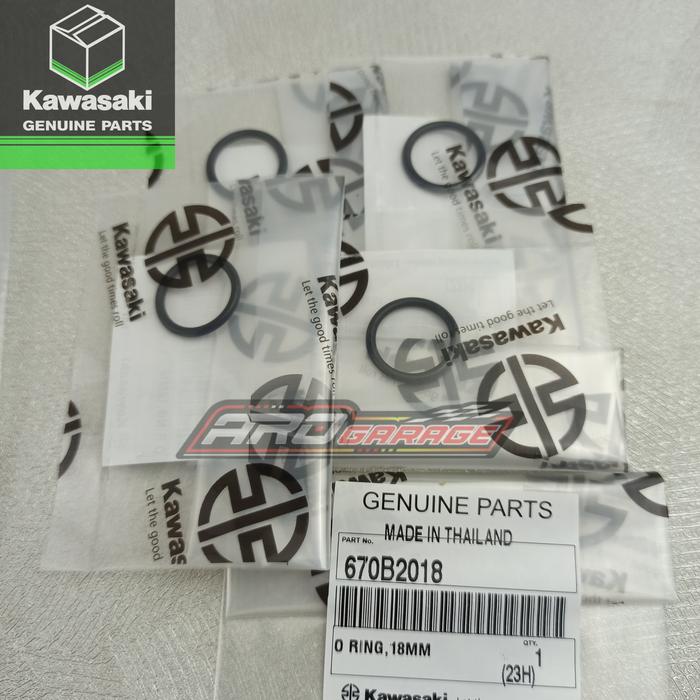 Kawasaki
GENUINE PARTS
Kawasaki
Let the good times roll
Kawasaki
Let the good times roll
Kawasaki
Let the good times roll
Kawasaki
Let the good times roll
Kawasaki
Let the good
ARO GARAGE
GENUINE PARTS
MADE IN THAILAND
PART No.
670B2018
O RING,18MM
QTY.
1
(23H)
Kawasaki